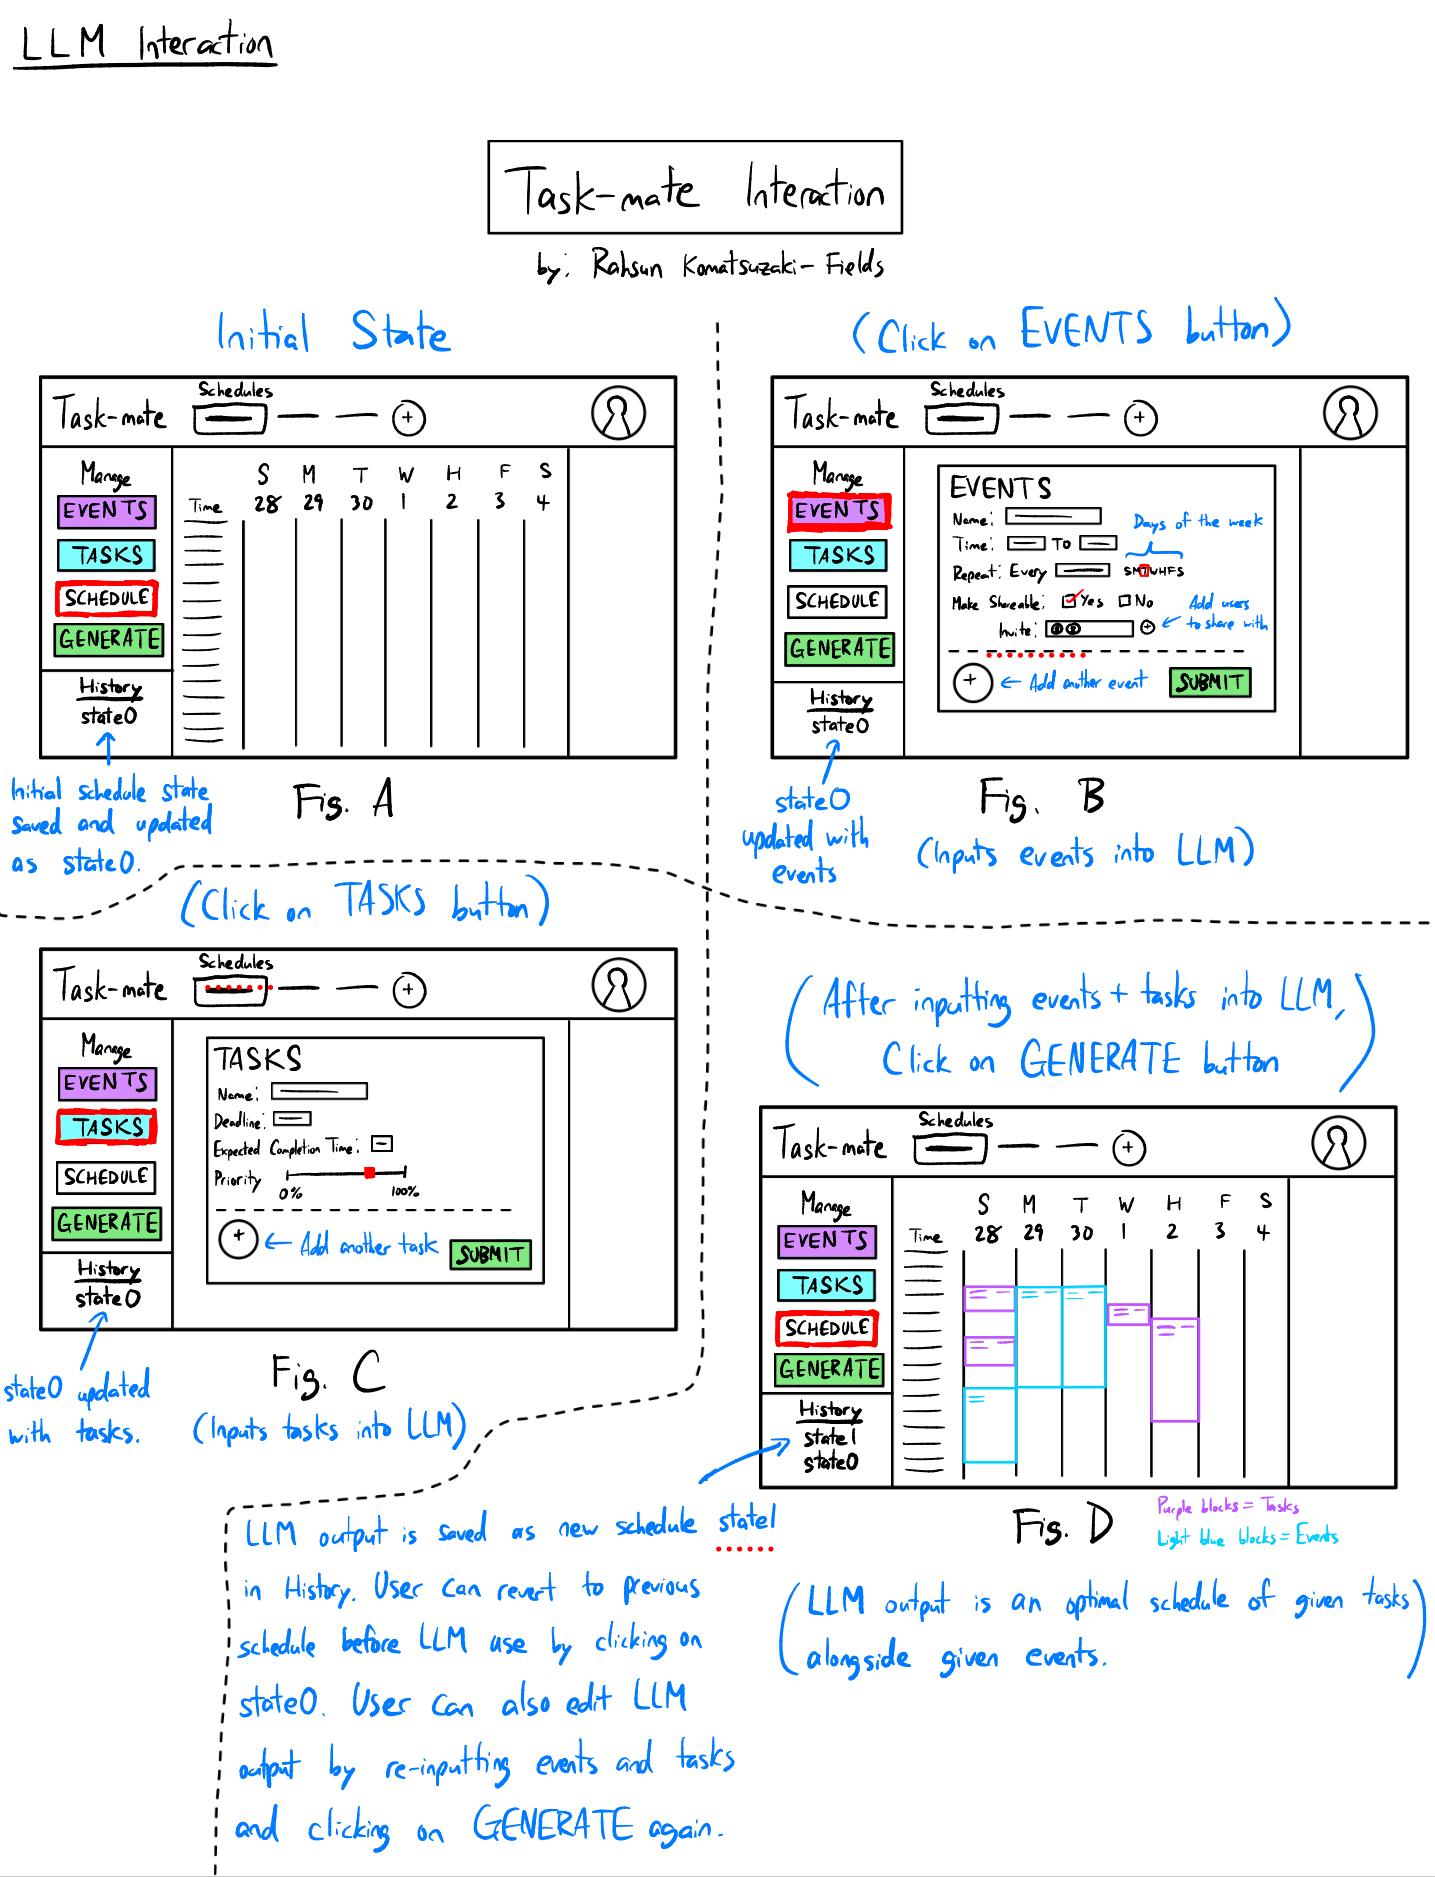 LLM Interaction
Task-mate Interaction
by: Rahsun Komatsuzaki-Fields
Initial State
Task-mate
Schedules
+
Manage
EVENTS
TASKS
SCHEDULE
GENERATE
History
state0
S M T W H F S
Time 28 29 30 1 2 3 4
Initial schedule state
saved and updated
as state0.
Fig. A
(Click on EVENTS button)
Task-mate
Schedules
+
Manage
EVENTS
TASKS
SCHEDULE
GENERATE
History
state0
EVENTS
Name:
Time: TO
Days of the week
Repeat: Every SMTWHFS
Make Shareable: Yes No
Add users
to share with
Invite: +
+ ← Add another event
SUBMIT
state0
updated with
events
Fig. B
(Inputs events into LLM)
(Click on TASKS button)
Task-mate
Schedules
+
Manage
EVENTS
TASKS
SCHEDULE
GENERATE
History
state0
TASKS
Name:
Deadline:
Expected Completion Time:
Priority
0% 100%
+ ← Add another task
SUBMIT
state0 updated
with tasks.
Fig. C
(Inputs tasks into LLM)
(After inputting events + tasks into LLM,
Click on GENERATE button)
Task-mate
Schedules
+
Manage
EVENTS
TASKS
SCHEDULE
GENERATE
History
state1
state0
S M T W H F S
Time 28 29 30 1 2 3 4
Fig. D
Purple blocks = Tasks
Light blue blocks = Events
(LLM output is an optimal schedule of given tasks
alongside given events.)
LLM output is saved as new schedule state1
in History. User can revert to previous
schedule before LLM use by clicking on
state0. User can also edit LLM
output by re-inputting events and tasks
and clicking on GENERATE again.